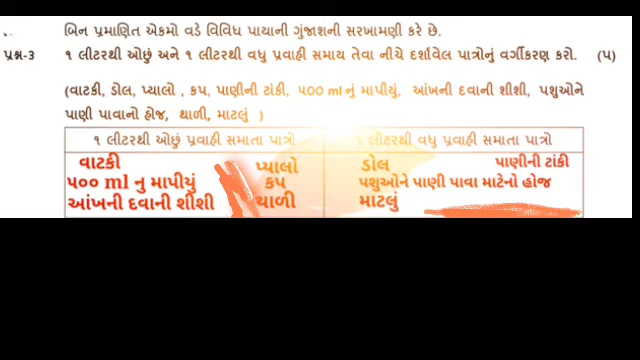 બિન પ્રમાણિત એકમો વડે વિવિધ પાયાની ગુંજાશની સરખામણી કરે છે.
પ્રશ્ન-3 ૧ લીટરથી ઓછું અને ૧ લીટરથી વધુ પ્રવાહી સમાય તેવા નીચે દર્શાવેલ પાત્રોનું વર્ગીકરણ કરો. (૫)
(વાટકી, ડોલ, પ્યાલો , કપ, પાણીની ટાંકી, ૫૦૦ ml નું માપીયું, આંખની દવાની શીશી, પશુઓને
પાણી પાવાનો હોજ, થાળી, માટલું )
૧ લીટરથી ઓછું પ્રવાહી સમાતા પાત્રો ૧ લીટરથી વધુ પ્રવાહી સમાતા પાત્રો
વાટકી પ્યાલો ડોલ પાણીની ટાંકી
૫૦૦ ml નુ માપીયું કપ પશુઓને પાણી પાવા માટેનો હોજ
આંખની દવાની શીશી થાળી માટલું